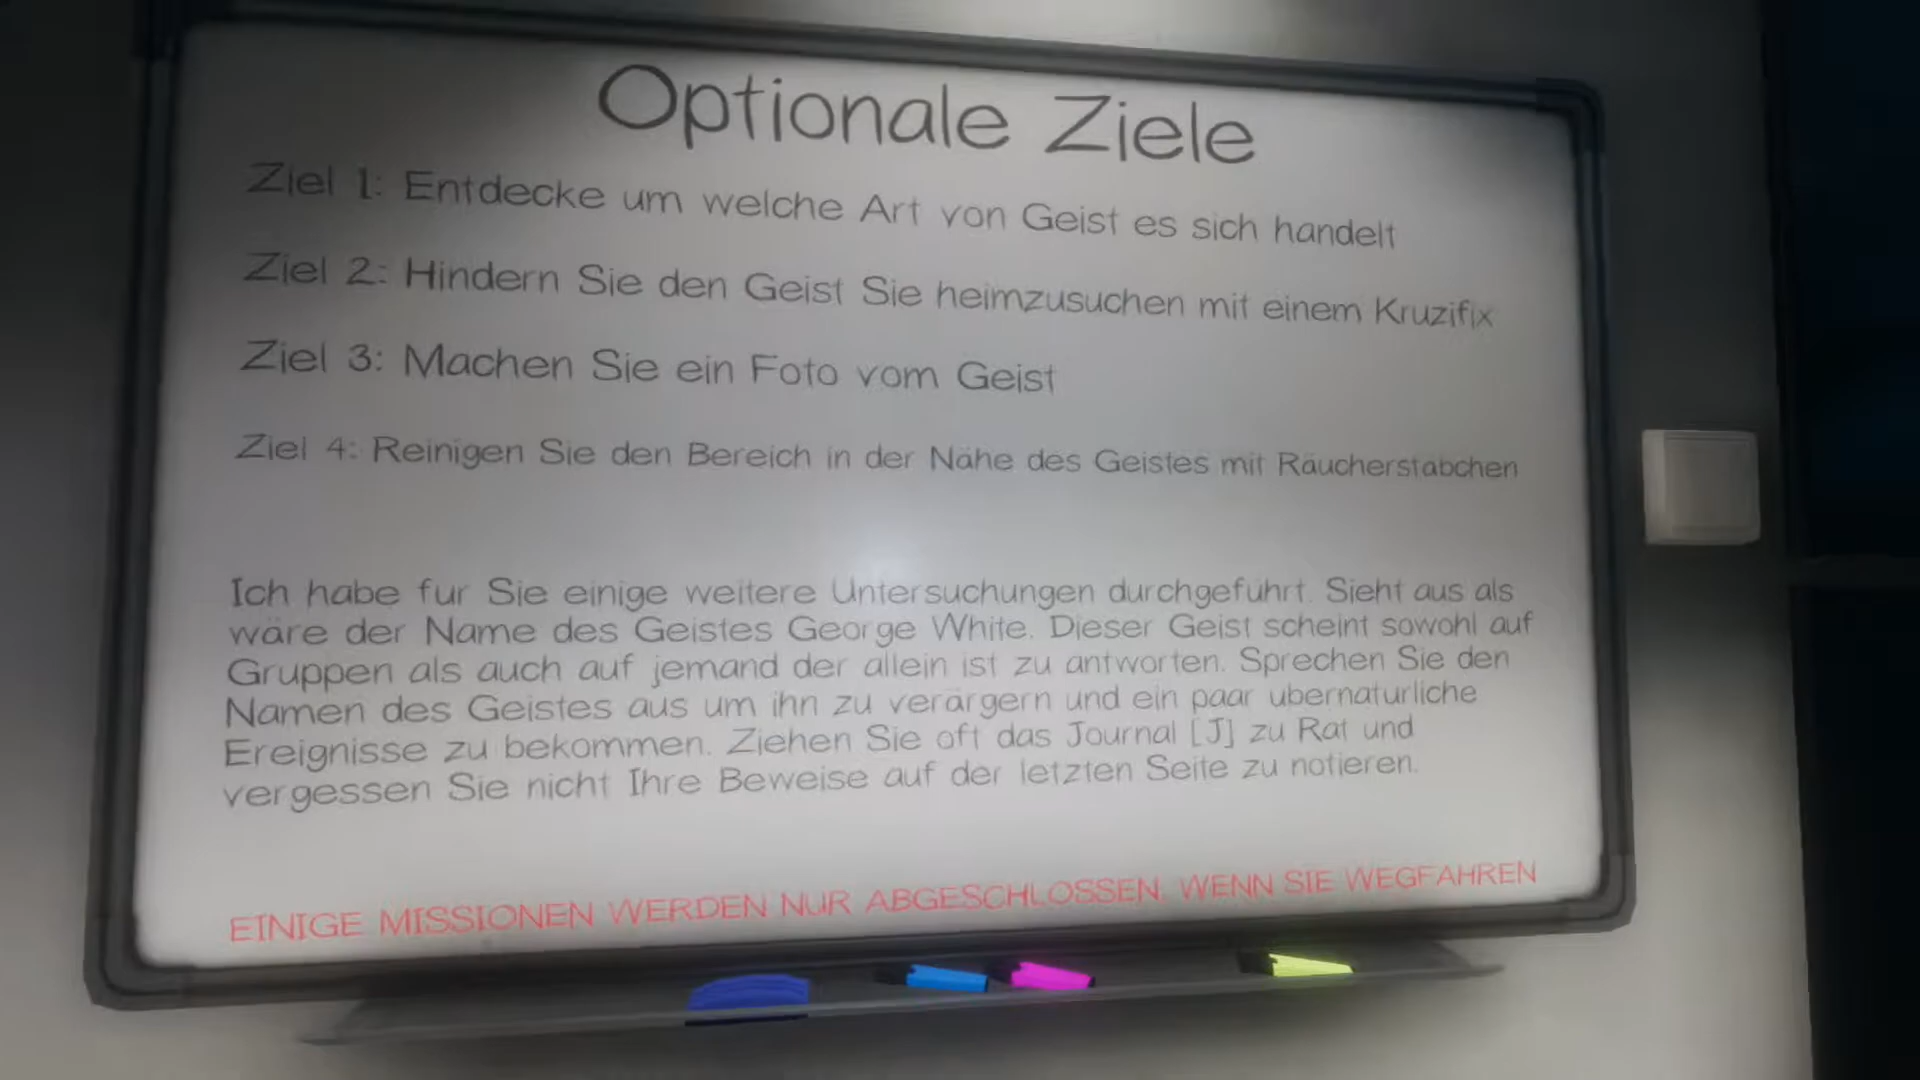 Optionale Ziele
Ziel 1: Entdecke um welche Art von Geist es sich handelt
Ziel 2: Hindern Sie den Geist Sie heimzusuchen mit einem Kruzifix
Ziel 3: Machen Sie ein Foto vom Geist
Ziel 4: Reinigen Sie den Bereich in der Nähe des Geistes mit Räucherstäbchen
Ich habe fur Sie einige weitere Untersuchungen durchgefuhrt. Sieht aus als
wäre der Name des Geistes George White. Dieser Geist scheint sowohl auf
Gruppen als auch auf jemand der allein ist zu antworten. Sprechen Sie den
Namen des Geistes aus um ihn zu verärgern und ein paar ubernaturliche
Ereignisse zu bekommen. Ziehen Sie oft das Journal [J] zu Rat und
vergessen Sie nicht Ihre Beweise auf der letzten Seite zu notieren.
EINIGE MISSIONEN WERDEN NUR ABGESCHLOSSEN, WENN SIE WEGFAHREN